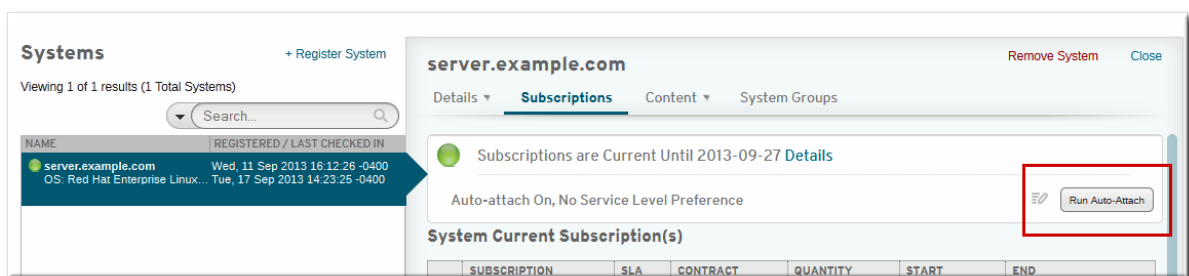 Systems
+ Register System
Viewing 1 of 1 results (1 Total Systems)
Search...
NAME REGISTERED / LAST CHECKED IN
server.example.com Wed, 11 Sep 2013 16:12:26 -0400
OS: Red Hat Enterprise Linux... Tue, 17 Sep 2013 14:23:25 -0400
server.example.com
Remove System Close
Details Subscriptions Content System Groups
Subscriptions are Current Until 2013-09-27 Details
Auto-attach On, No Service Level Preference
Run Auto-Attach
System Current Subscription(s)
SUBSCRIPTION SLA CONTRACT QUANTITY START END